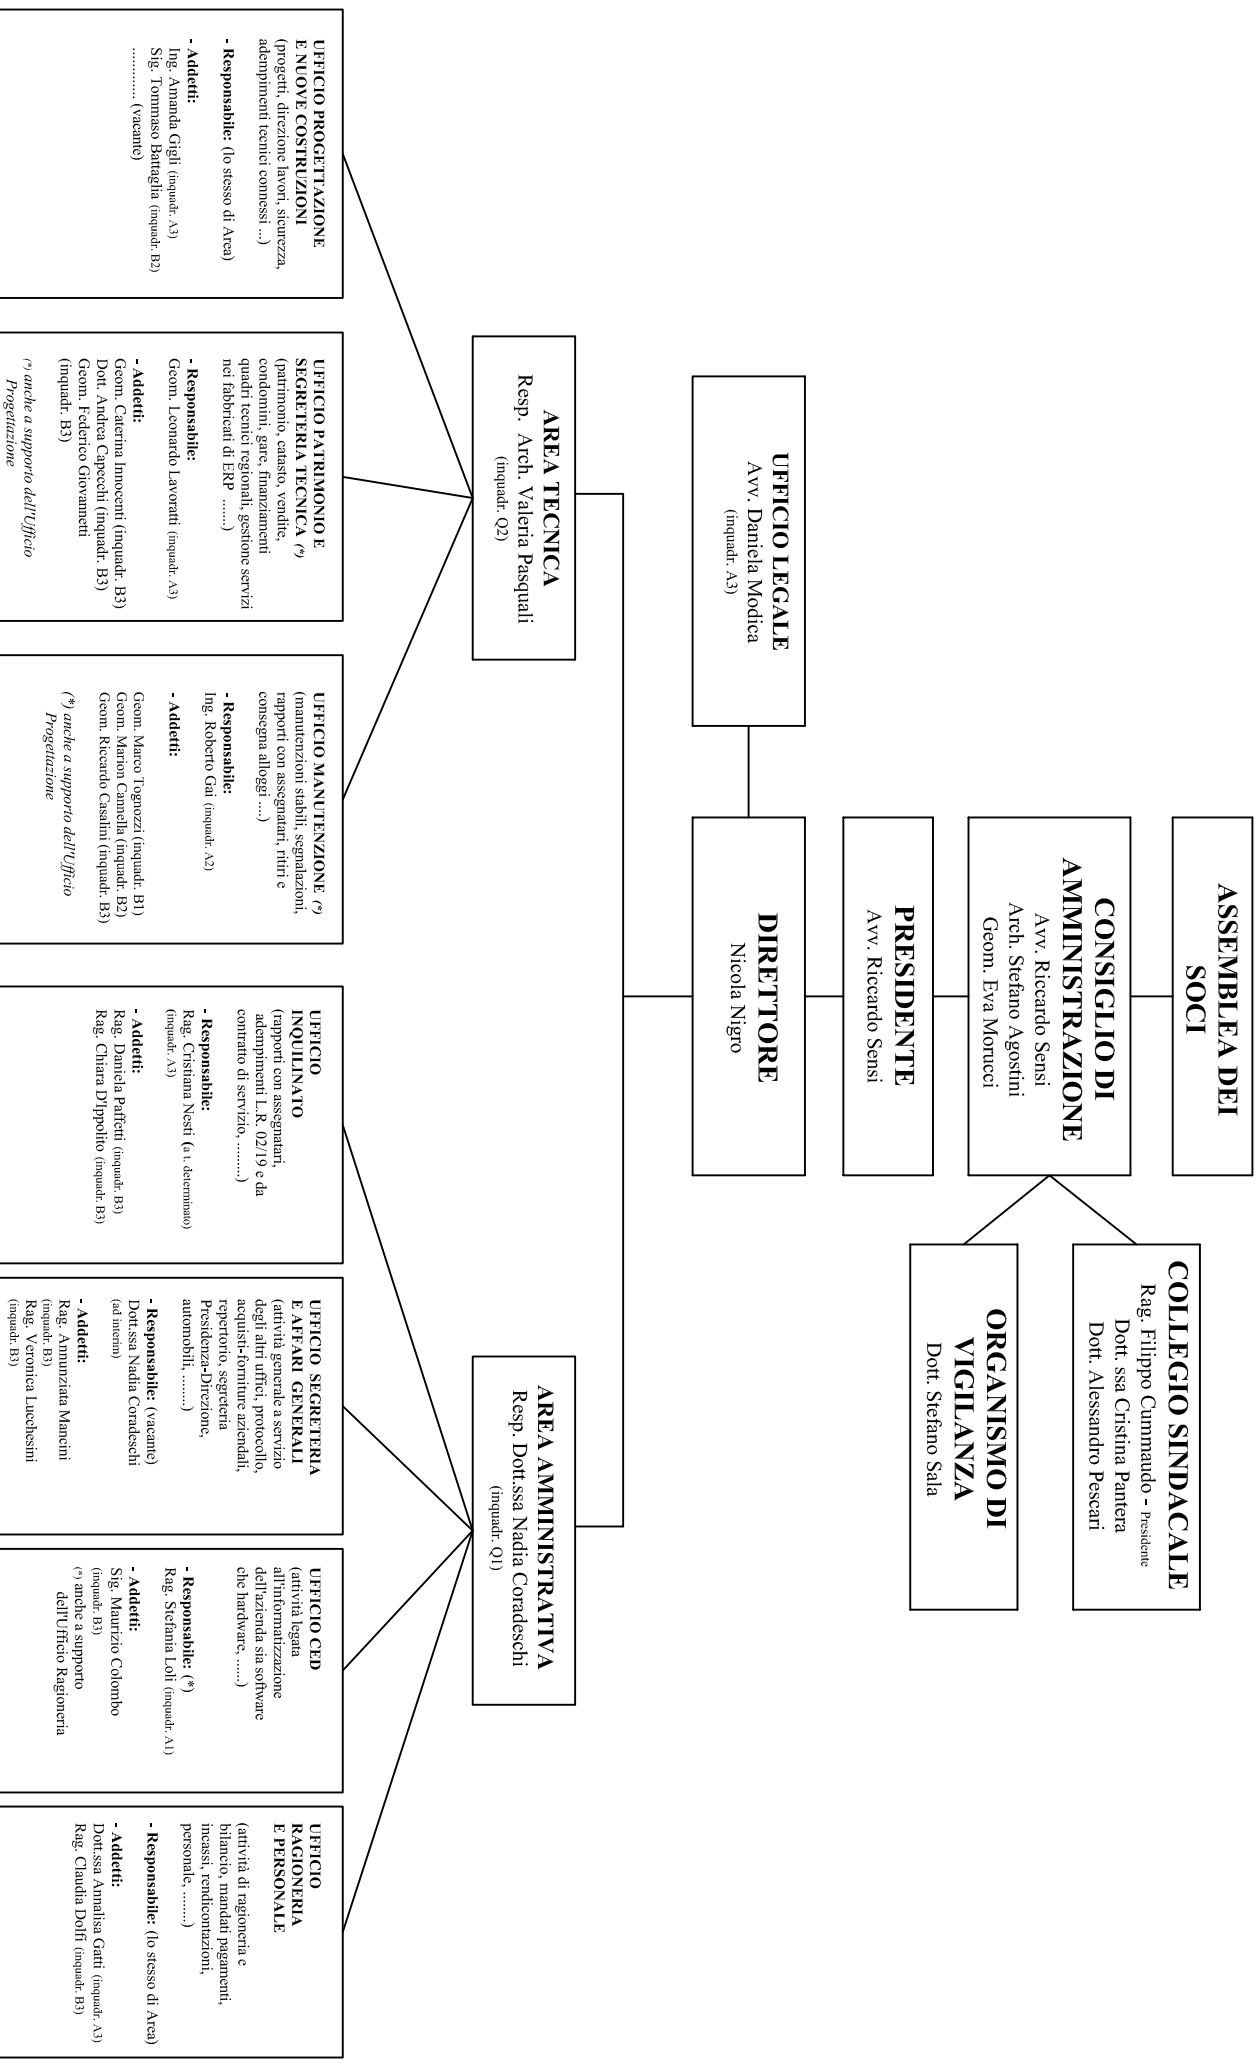 ASSEMBLEA DEI
SOCI
CONSIGLIO DI
AMMINISTRAZIONE
Avv. Riccardo Sensi
Arch. Stefano Agostini
Geom. Eva Morucci
COLLEGIO SINDACALE
Rag. Filippo Cummaudo - Presidente
Dott. ssa Cristina Pantera
Dott. Alessandro Pescari
ORGANISMO DI
VIGILANZA
Dott. Stefano Sala
PRESIDENTE
Avv. Riccardo Sensi
DIRETTORE
Nicola Nigro
UFFICIO LEGALE
Avv. Daniela Modica
(inquadr. A3)
AREA TECNICA
Resp. Arch. Valeria Pasquali
(inquadr. Q2)
AREA AMMINISTRATIVA
Resp. Dott.ssa Nadia Coradeschi
(inquadr. Q1)
UFFICIO PROGETTAZIONE
E NUOVE COSTRUZIONI
(progetti, direzione lavori, sicurezza,
adempimenti tecnici connessi ...)
- Responsabile: (lo stesso di Area)
- Addetti:
Ing. Amanda Gigli (inquadr. A3)
Sig. Tommaso Battaglia (inquadr. B2)
............. (vacante)
UFFICIO PATRIMONIO E
SEGRETERIA TECNICA (*)
(patrimonio, catasto, vendite,
condomini, gare, finanziamenti
quadri tecnici regionali, gestione servizi
nei fabbricati di ERP .......)
- Responsabile:
Geom. Leonardo Lavoratti (inquadr. A3)
- Addetti:
Geom. Caterina Innocenti (inquadr. B3)
Dott. Andrea Capecchi (inquadr. B3)
Geom. Federico Giovannetti
(inquadr. B3)
(*) anche a supporto dell'Ufficio
Progettazione
UFFICIO MANUTENZIONE (*)
(manutenzioni stabili, segnalazioni,
rapporti con assegnatari, ritiri e
consegna alloggi ....)
- Responsabile:
Ing. Roberto Gai (inquadr. A2)
- Addetti:
Geom. Marco Tognozzi (inquadr. B1)
Geom. Marion Cannella (inquadr. B2)
Geom. Riccardo Casalini (inquadr. B3)
(*) anche a supporto dell'Ufficio
Progettazione
UFFICIO
INQUILINATO
(rapporti con assegnatari,
adempimenti L.R. 02/19 e da
contratto di servizio, .........)
- Responsabile:
Rag. Cristiana Nesti (a t. determinato)
(inquadr. A3)
- Addetti:
Rag. Daniela Paffetti (inquadr. B3)
Rag. Chiara D'Ippolito (inquadr. B3)
UFFICIO SEGRETERIA
E AFFARI GENERALI
(attività generale a servizio
degli altri uffici, protocollo,
acquisti-forniture aziendali,
repertorio, segreteria
Presidenza-Direzione,
automobili, ........)
- Responsabile: (vacante)
Dott.ssa Nadia Coradeschi
(ad interim)
- Addetti:
Rag. Annunziata Mancini
(inquadr. B3)
Rag. Veronica Lucchesini
(inquadr. B3)
UFFICIO CED
(attività legata
all'informatizzazione
dell'azienda sia software
che hardware, ......)
- Responsabile: (*)
Rag. Stefania Loli (inquadr. A1)
- Addetti:
Sig. Maurizio Colombo
(inquadr. B3)
(*) anche a supporto
dell'Ufficio Ragioneria
UFFICIO
RAGIONERIA
E PERSONALE
(attività di ragioneria e
bilancio, mandati pagamenti,
incassi, rendicontazioni,
personale, ........)
- Responsabile: (lo stesso di Area)
- Addetti:
Dott.ssa Annalisa Gatti (inquadr. A3)
Rag. Claudia Dolfi (inquadr. B3)